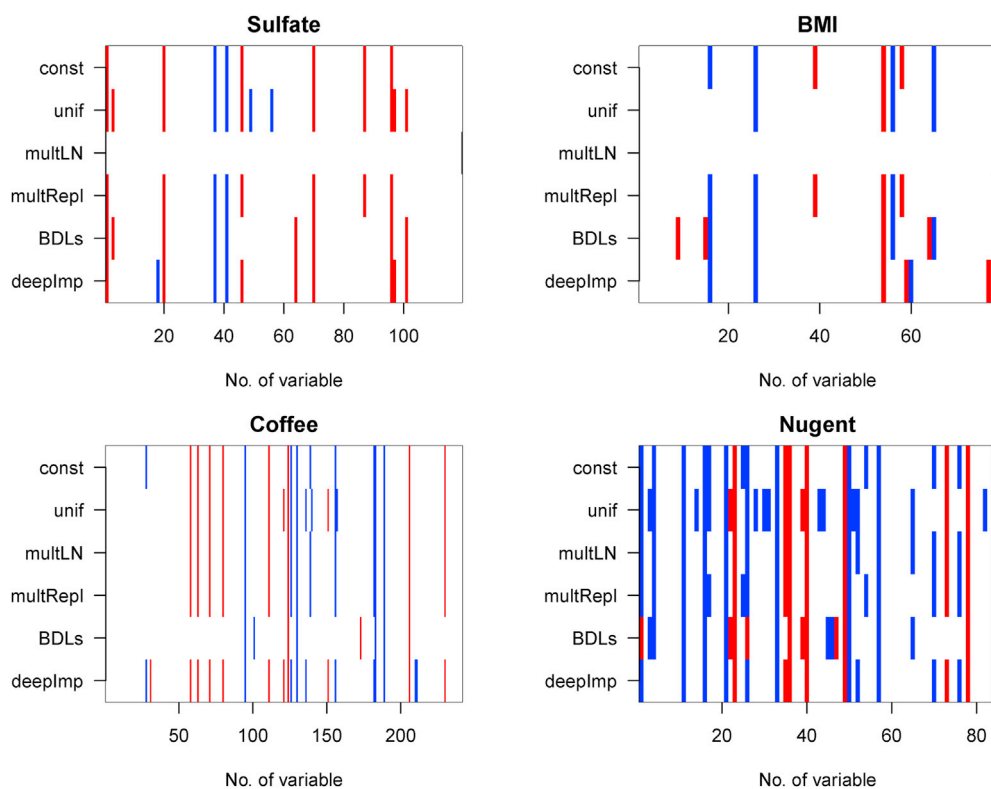 Sulfate
const
unif
multLN
multRepl
BDLs
deepImp
20 40 60 80 100
No. of variable
BMI
const
unif
multLN
multRepl
BDLs
deepImp
20 40 60
No. of variable
Coffee
const
unif
multLN
multRepl
BDLs
deepImp
50 100 150 200
No. of variable
Nugent
const
unif
multLN
multRepl
BDLs
deepImp
20 40 60 80
No. of variable